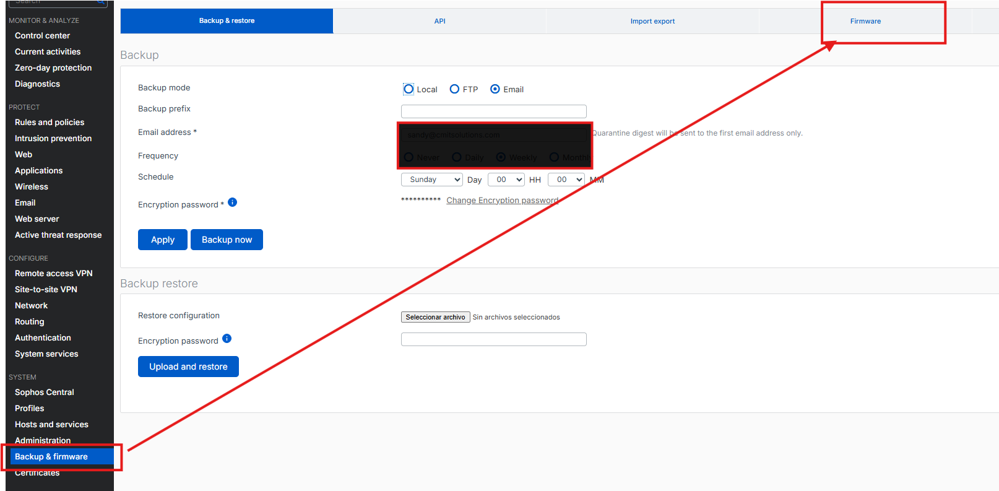 Search
MONITOR & ANALYZE
Control center
Current activities
Zero-day protection
Diagnostics
PROTECT
Rules and policies
Intrusion prevention
Web
Applications
Wireless
Email
Web server
Active threat response
CONFIGURE
Remote access VPN
Site-to-site VPN
Network
Routing
Authentication
System services
SYSTEM
Sophos Central
Profiles
Hosts and services
Administration
Backup & firmware
Certificates
Backup & restore API Import export Firmware
Backup
Backup mode Local FTP Email
Backup prefix
Email address * sandy@cmitsolutions.com Quarantine digest will be sent to the first email address only.
Frequency Never Daily Weekly Monthly
Schedule Sunday Day 00 HH 00 MM
Encryption password * ********** Change Encryption password
Apply Backup now
Backup restore
Restore configuration Seleccionar archivo Sin archivos seleccionados
Encryption password
Upload and restore